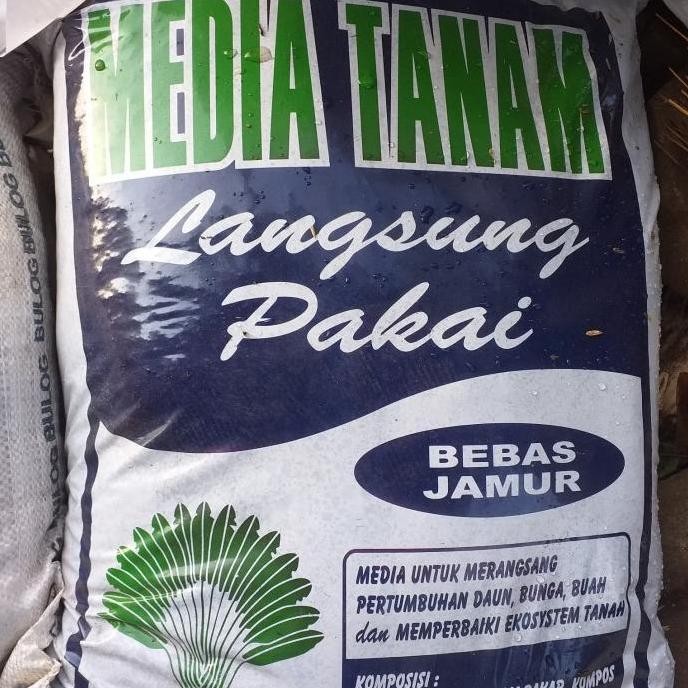 MEDIA TANAM
Langsung
Pakai
BEBAS
JAMUR
MEDIA UNTUK MERANGSANG
PERTUMBUHAN DAUN, BUNGA, BUAH
dan MEMPERBAIKI EKOSYSTEM TANAH
KOMPOSISI :
KOMPOS
BULOG BULOG BULOG